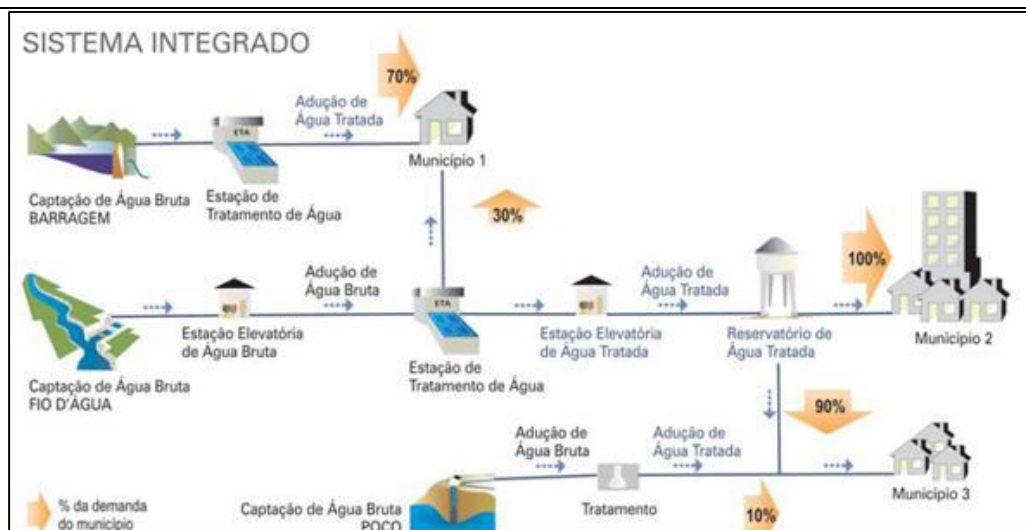 SISTEMA INTEGRADO
70%
Adução de
Água Tratada
ETA
Município 1
Captação de Água Bruta
BARRAGEM
Estação de
Tratamento de Água
30%
100%
Adução de
Água Bruta
Adução de
Água Tratada
ETA
Estação Elevatória
de Água Bruta
Estação Elevatória
de Água Tratada
Reservatório de
Água Tratada
Município 2
Estação de
Tratamento de Água
Captação de Água Bruta
FIO D'ÁGUA
90%
Adução de
Água Bruta
Adução de
Água Tratada
Município 3
% da demanda
do município
Captação de Água Bruta
POÇO
Tratamento
10%